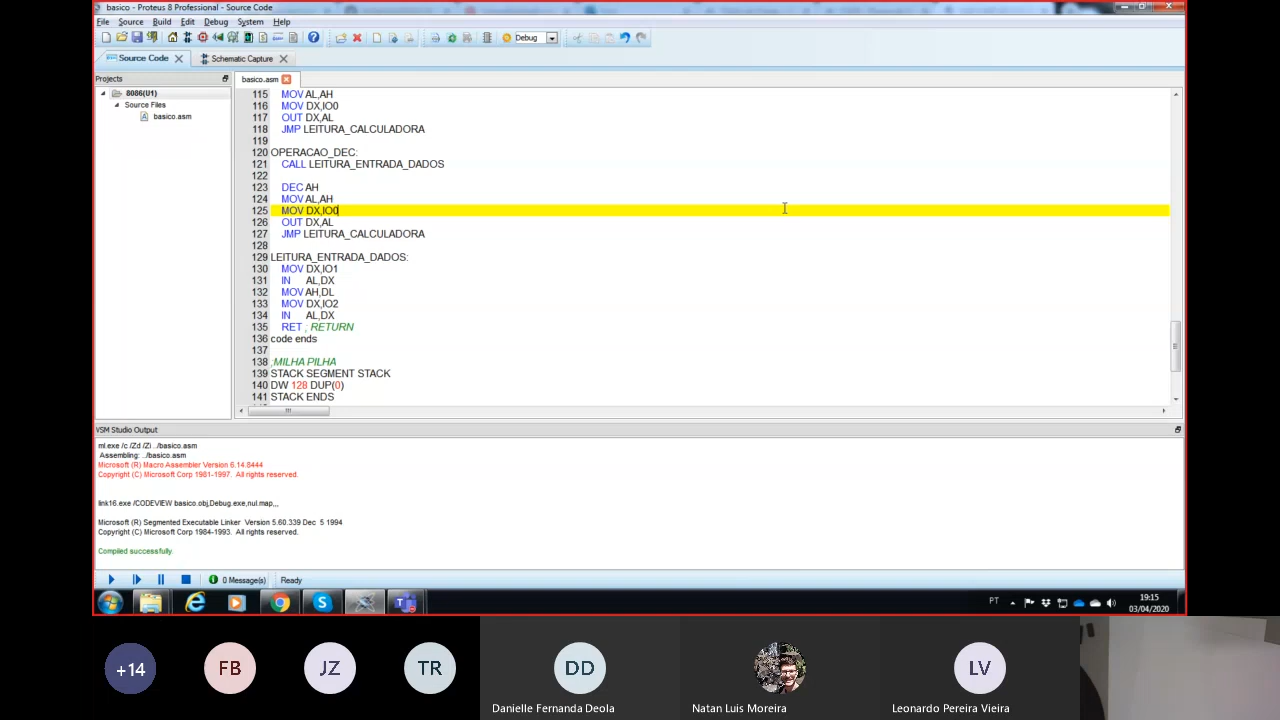 basico - Proteus 8 Professional - Source Code
File Source Build Edit Debug System Help
Debug
Source Code
Schematic Capture
Projects
basico.asm
8086(U1)
Source Files
basico.asm
115 MOV AL,AH
116 MOV DX,IO0
117 OUT DX,AL
118 JMP LEITURA_CALCULADORA
119
120 OPERACAO_DEC:
121 CALL LEITURA_ENTRADA_DADOS
122
123 DEC AH
124 MOV AL,AH
125 MOV DX,IO0
126 OUT DX,AL
127 JMP LEITURA_CALCULADORA
128
129 LEITURA_ENTRADA_DADOS:
130 MOV DX,IO1
131 IN AL,DX
132 MOV AH,DL
133 MOV DX,IO2
134 IN AL,DX
135 RET ; RETURN
136 code ends
137
138 ;MILHA PILHA
139 STACK SEGMENT STACK
140 DW 128 DUP(0)
141 STACK ENDS
VSM Studio Output
ml.exe /c /Zd /Zi ../basico.asm
Assembling: ../basico.asm
Microsoft (R) Macro Assembler Version 6.14.8444
Copyright (C) Microsoft Corp 1981-1997. All rights reserved.
link16.exe /CODEVIEW basico.obj,Debug.exe,nul.map,,,
Microsoft (R) Segmented Executable Linker Version 5.60.339 Dec 5 1994
Copyright (C) Microsoft Corp 1984-1993. All rights reserved.
Compiled successfully.
0 Message(s)
Ready
PT
19:15
03/04/2020
+14
FB
JZ
TR
DD
LV
Danielle Fernanda Deola
Natan Luis Moreira
Leonardo Pereira Vieira